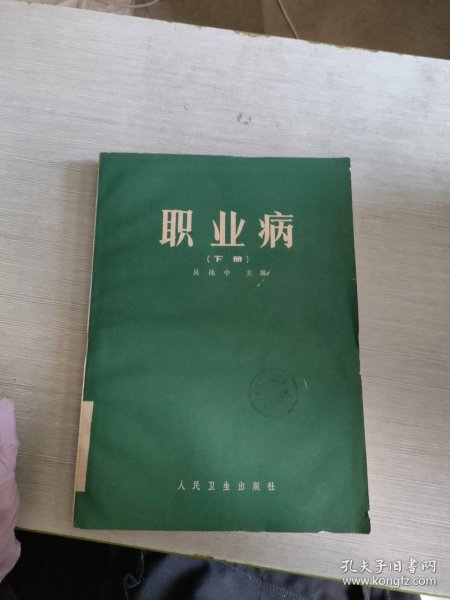 职业病
(下册)
吴执中 主编
人民卫生出版社
孔夫子旧书网
www.kongfz.com